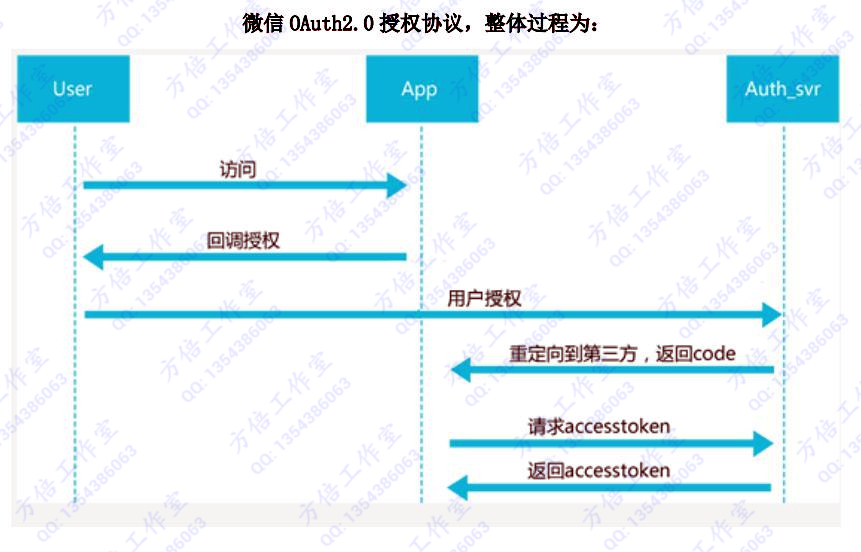 微信 OAuth2.0 授权协议，整体过程为：
User App Auth_svr
访问
回调授权
用户授权
重定向到第三方，返回code
请求accesstoken
返回accesstoken
方倍工作室
QQ: 1354386063